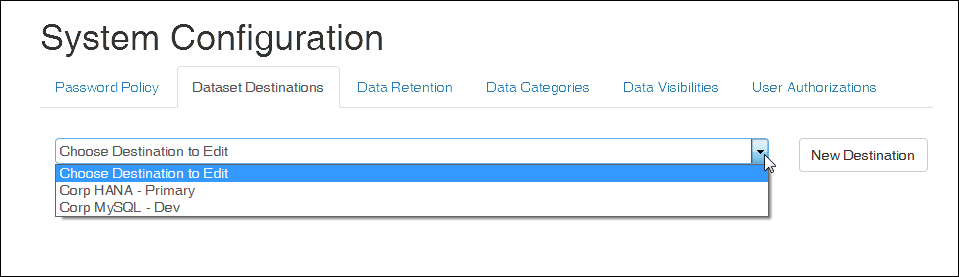 System Configuration
Password Policy Dataset Destinations Data Retention Data Categories Data Visibilities User Authorizations
Choose Destination to Edit New Destination
Choose Destination to Edit
Corp HANA - Primary
Corp MySQL - Dev